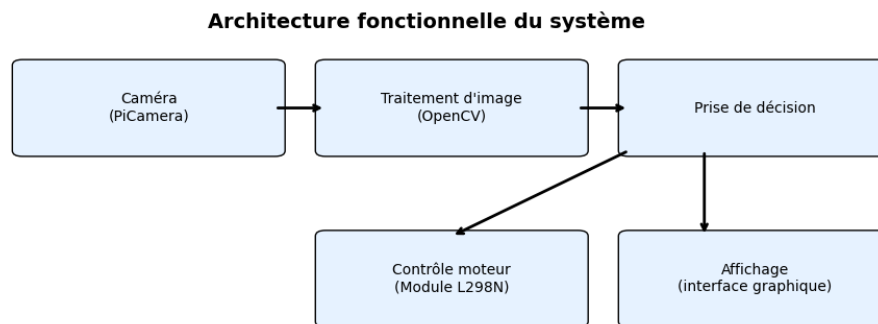 Architecture fonctionnelle du système
Caméra
(PiCamera)
Traitement d'image
(OpenCV)
Prise de décision
Contrôle moteur
(Module L298N)
Affichage
(interface graphique)